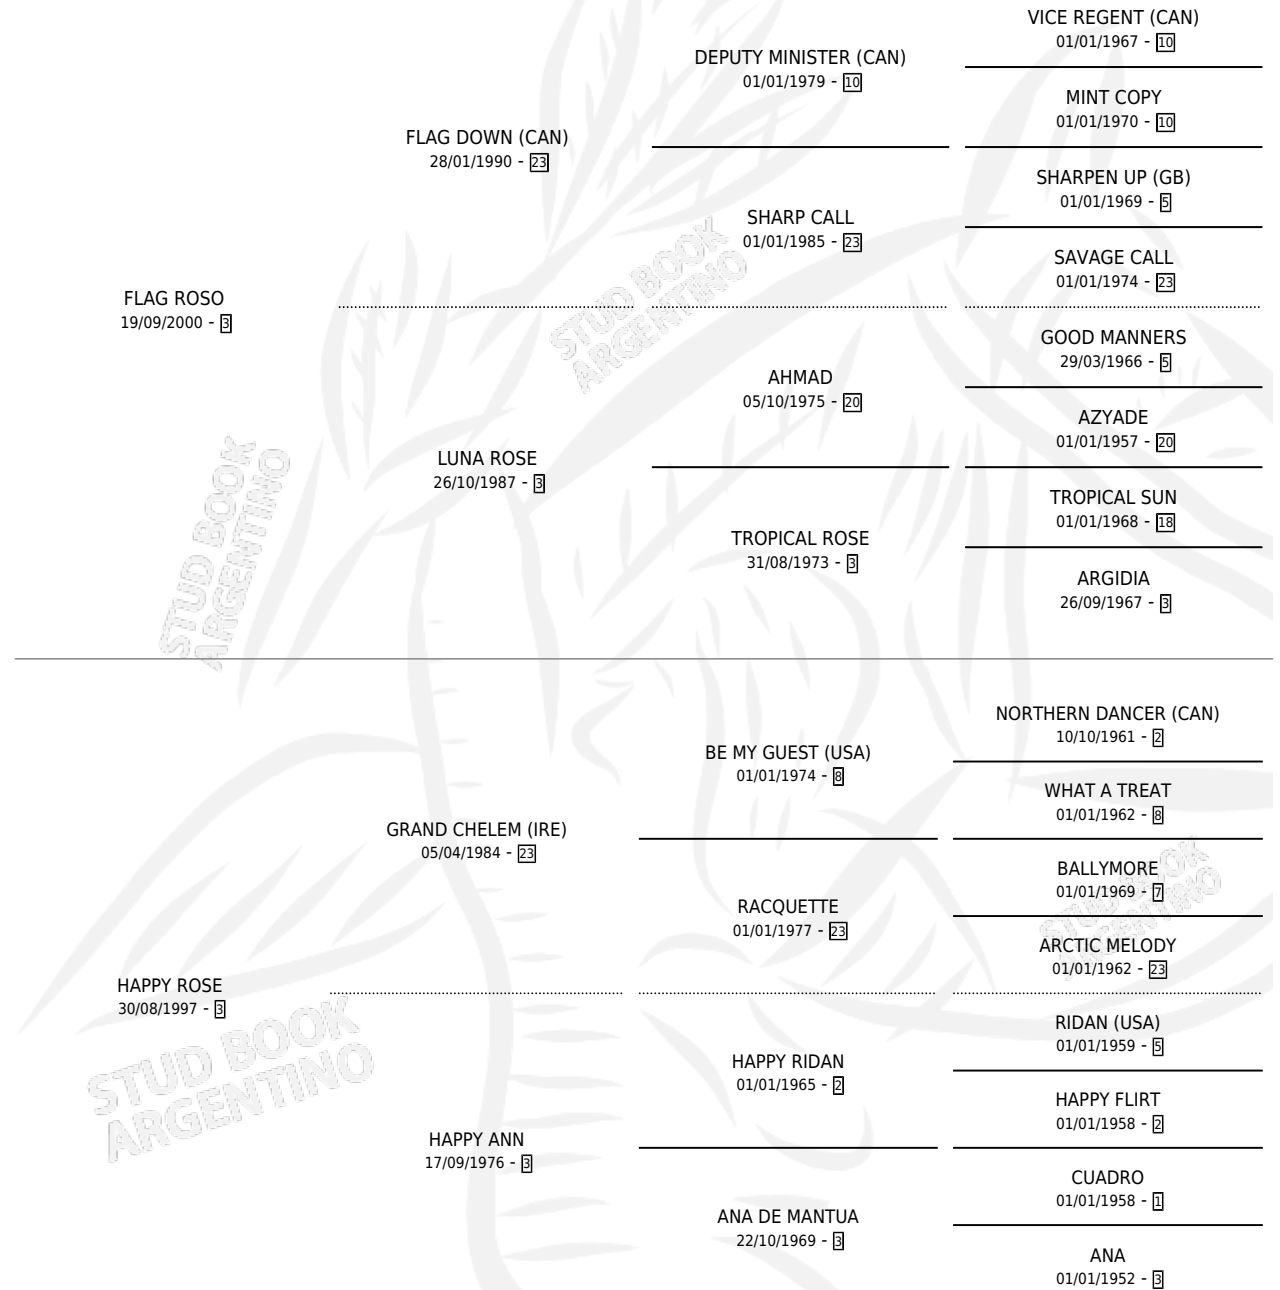 VICE REGENT (CAN)
01/01/1967 - 10
DEPUTY MINISTER (CAN)
01/01/1979 - 10
MINT COPY
01/01/1970 - 10
FLAG DOWN (CAN)
28/01/1990 - 23
SHARPEN UP (GB)
01/01/1969 - 5
SHARP CALL
01/01/1985 - 23
SAVAGE CALL
01/01/1974 - 23
FLAG ROSO
19/09/2000 - 3
STUD BOOK
ARGENTINO
GOOD MANNERS
29/03/1966 - 5
AHMAD
05/10/1975 - 20
AZYADE
01/01/1957 - 20
LUNA ROSE
26/10/1987 - 3
TROPICAL SUN
01/01/1968 - 18
TROPICAL ROSE
31/08/1973 - 3
ARGIDIA
26/09/1967 - 3
STUD BOOK
ARGENTINO
NORTHERN DANCER (CAN)
10/10/1961 - 2
BE MY GUEST (USA)
01/01/1974 - 8
WHAT A TREAT
01/01/1962 - 8
GRAND CHELEM (IRE)
05/04/1984 - 23
BALLYMORE
01/01/1969 - 7
RACQUETTE
01/01/1977 - 23
ARCTIC MELODY
01/01/1962 - 23
STUD BOOK
ARGENTINO
HAPPY ROSE
30/08/1997 - 3
RIDAN (USA)
01/01/1959 - 5
HAPPY RIDAN
01/01/1965 - 2
HAPPY FLIRT
01/01/1958 - 2
STUD BOOK
ARGENTINO
HAPPY ANN
17/09/1976 - 3
CUADRO
01/01/1958 - 1
ANA DE MANTUA
22/10/1969 - 3
ANA
01/01/1952 - 3